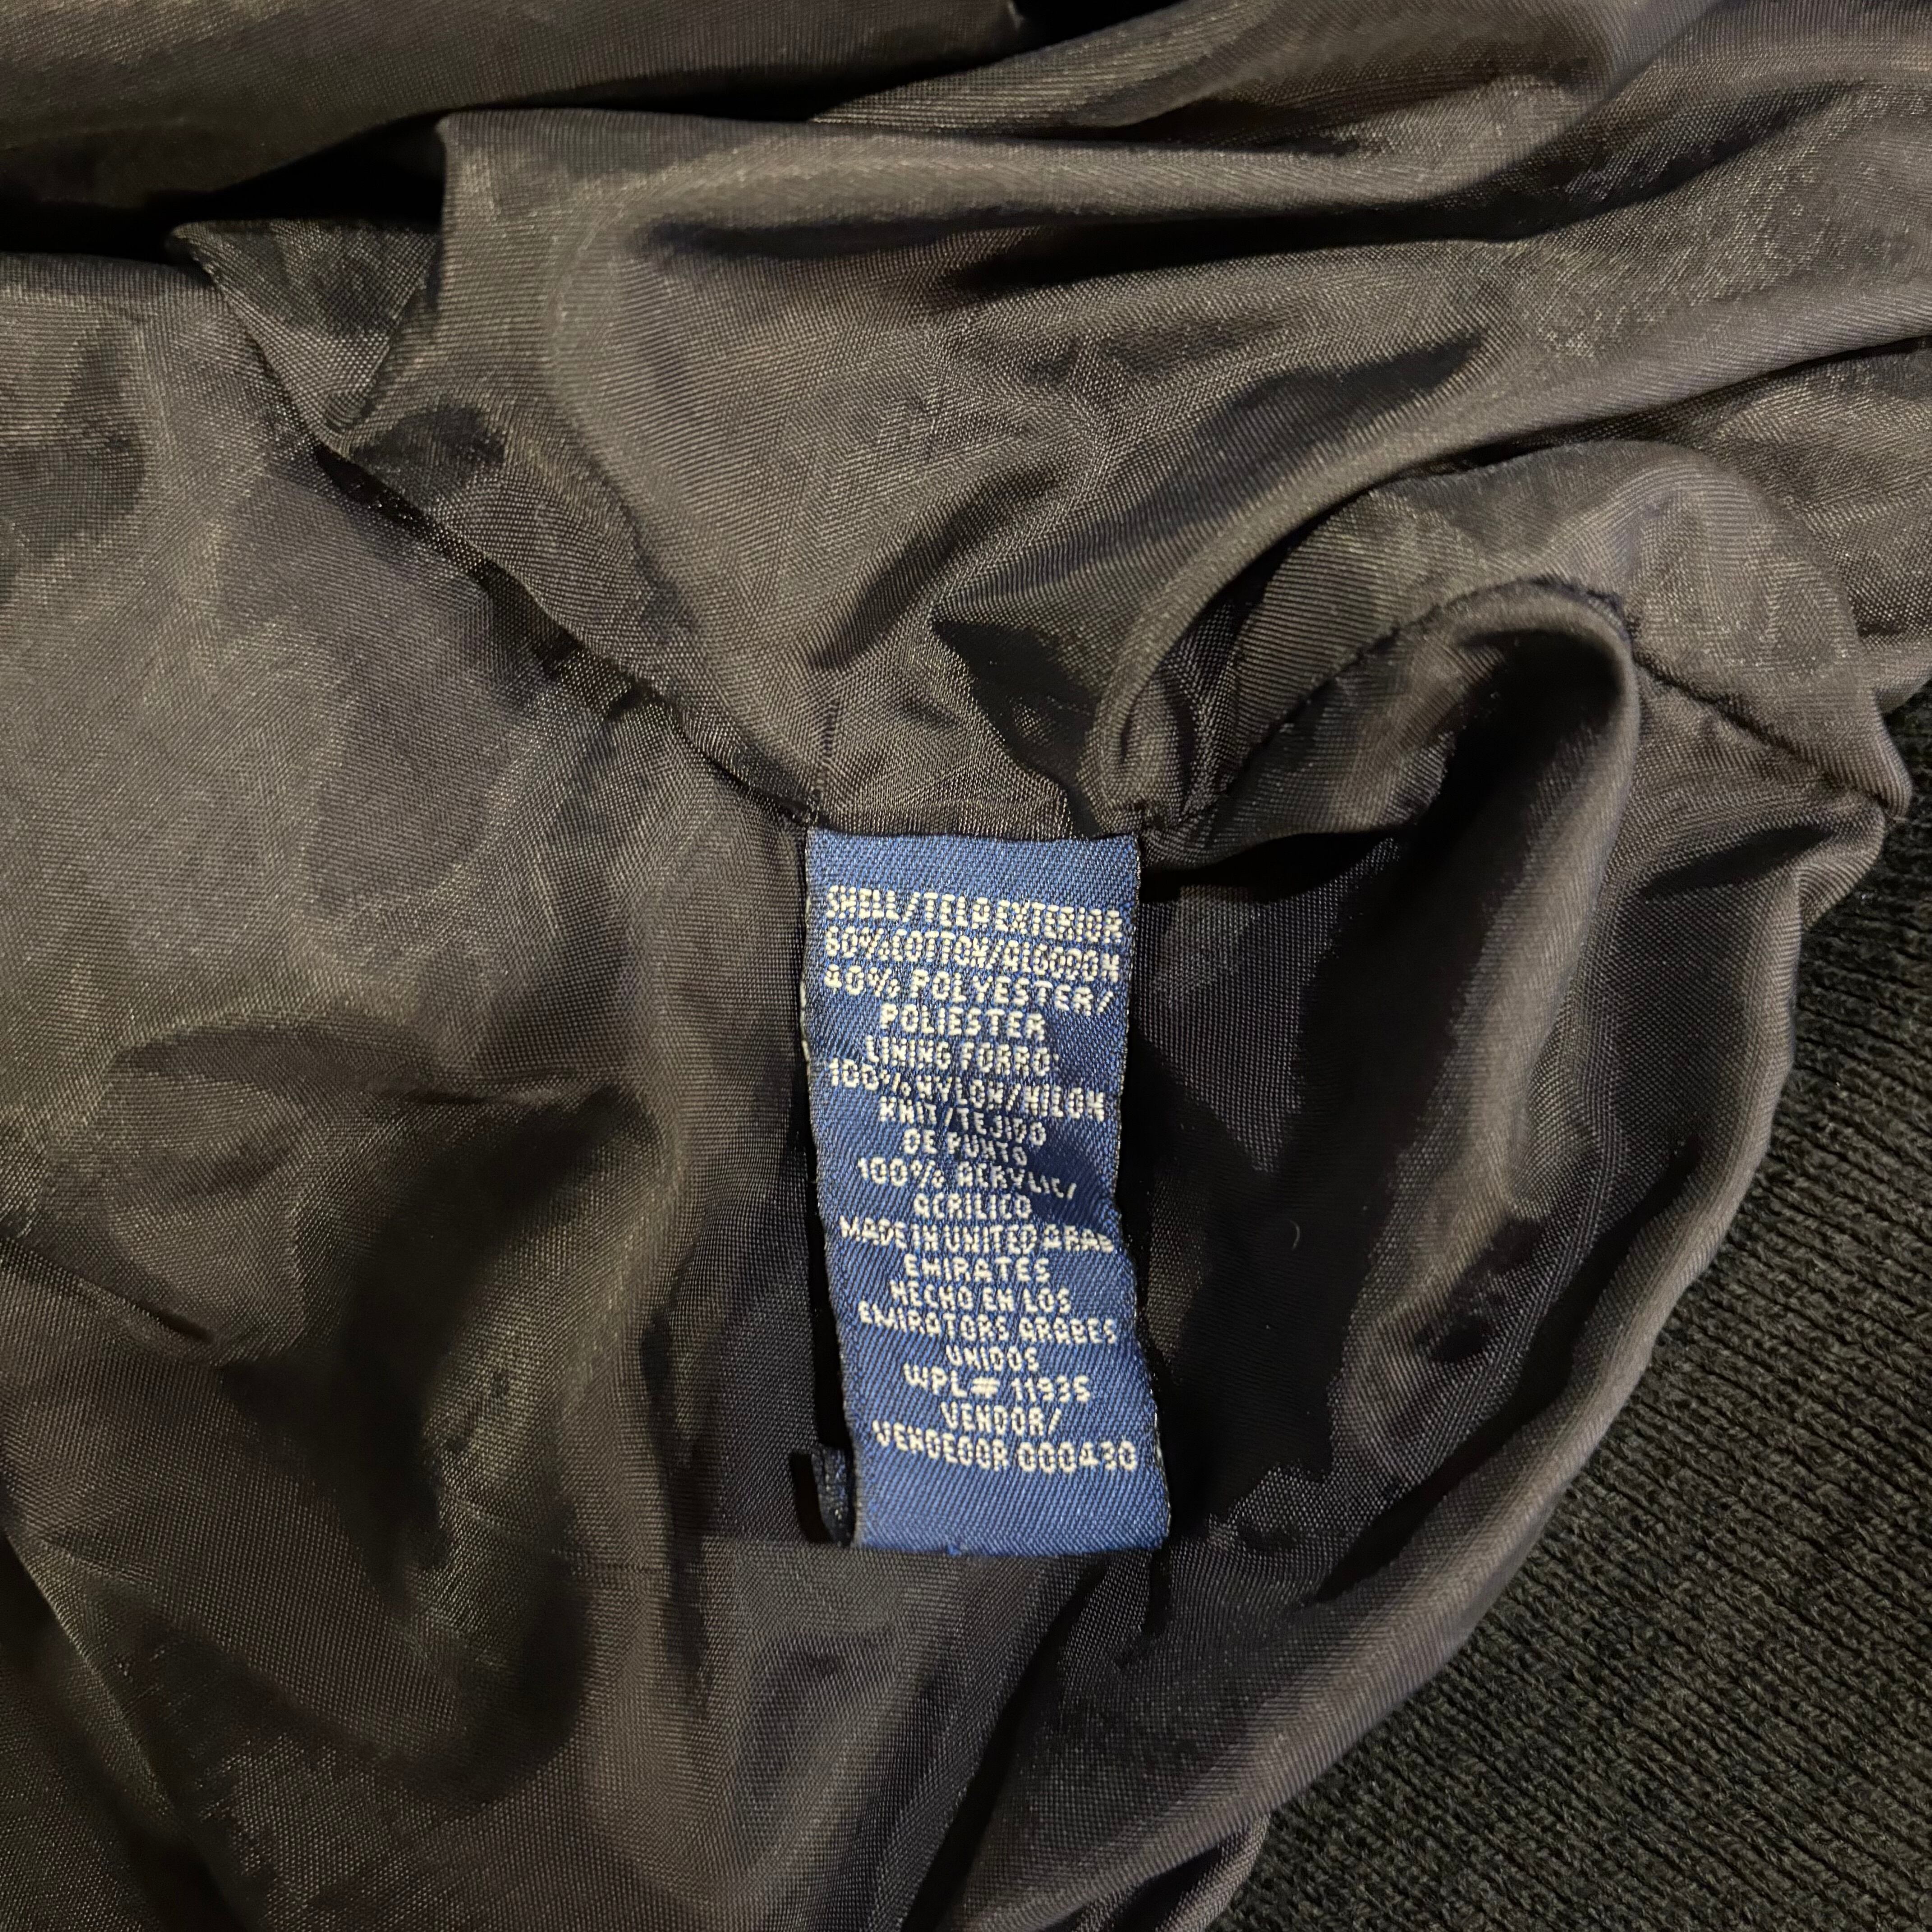 SHELL/TELA EXTERIOR
60% COTTON/ALGODON
40% POLYESTER/
POLIESTER
LINING FORRO:
100% NYLON/NILON
KNIT/TEJIDO
DE PUNTO
100% ACRYLIC/
ACRILICO
MADE IN UNITED ARAB
EMIRATES
HECHO EN LOS
EMIRATORS ARABES
UNIDOS
WPL# 11935
VENDOR/
VENDEDOR 000430